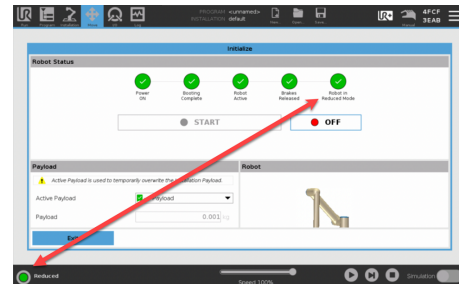 Run Program Installation Move I/O Log
PROGRAM <unnamed>
INSTALLATION default
New... Open... Save...
Manual
4FCF
3EAB
Initialize
Robot Status
Power
ON
Booting
Complete
Robot
Active
Brakes
Released
Robot in
Reduced Mode
START
OFF
Payload
Robot
Active Payload is used to temporarily overwrite the Installation Payload
Active Payload
Payload
Payload
0.001 kg
Reduced
Speed 100%
Simulation